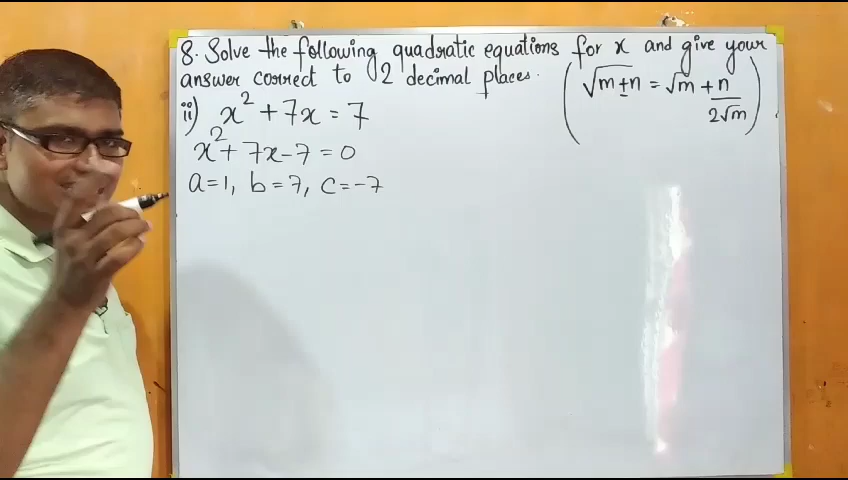 8. Solve the following quadratic equations for x and give your
answer correct to 2 decimal places.
(√m±n = √m + n/2√m)
ii) x² + 7x = 7
x² + 7x - 7 = 0
a = 1, b = 7, c = -7